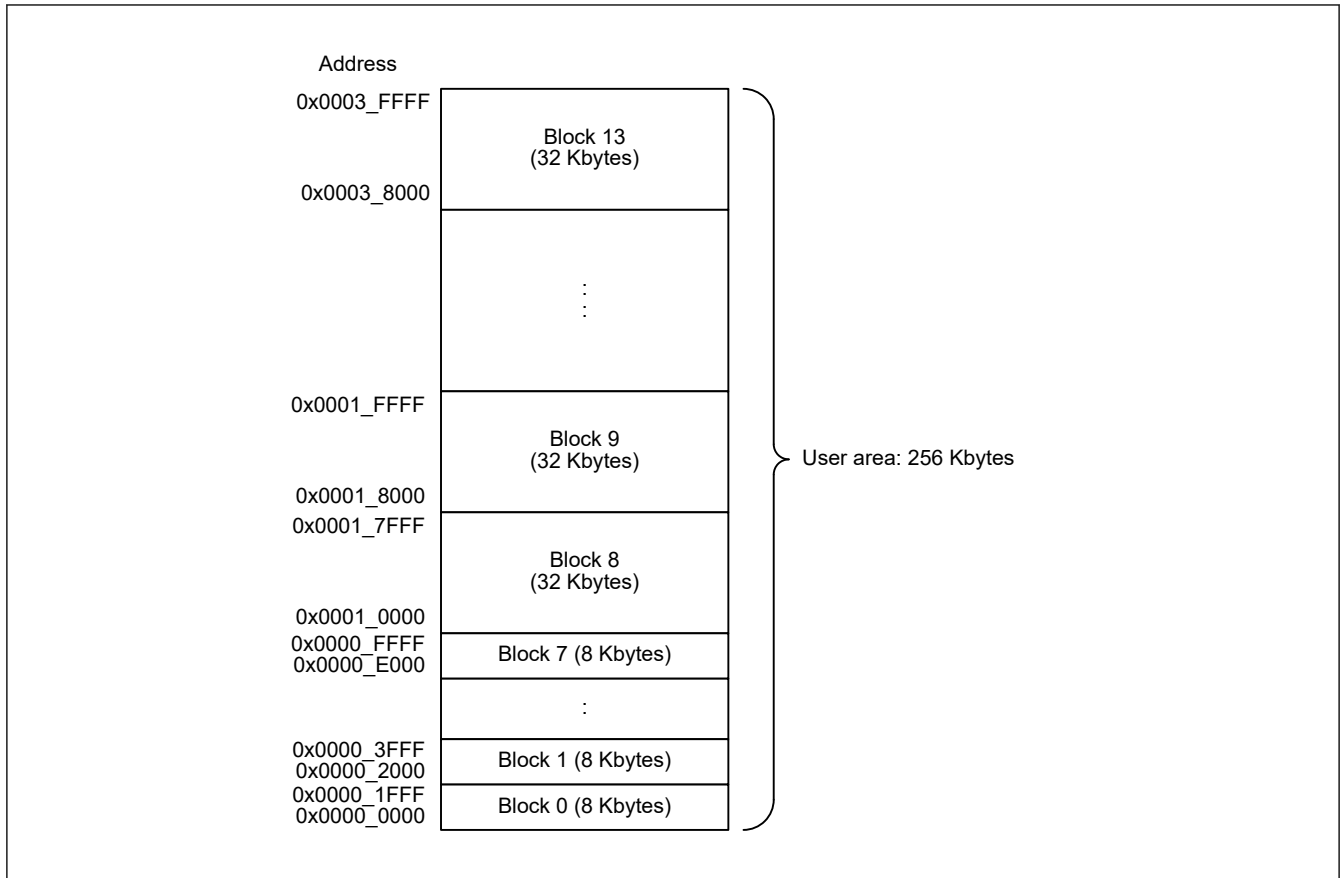 Address
0x0003_FFFF
Block 13
(32 Kbytes)
0x0003_8000
:
:
0x0001_FFFF
Block 9
(32 Kbytes)
User area: 256 Kbytes
0x0001_8000
0x0001_7FFF
Block 8
(32 Kbytes)
0x0001_0000
0x0000_FFFF
Block 7 (8 Kbytes)
0x0000_E000
:
0x0000_3FFF
Block 1 (8 Kbytes)
0x0000_2000
0x0000_1FFF
Block 0 (8 Kbytes)
0x0000_0000